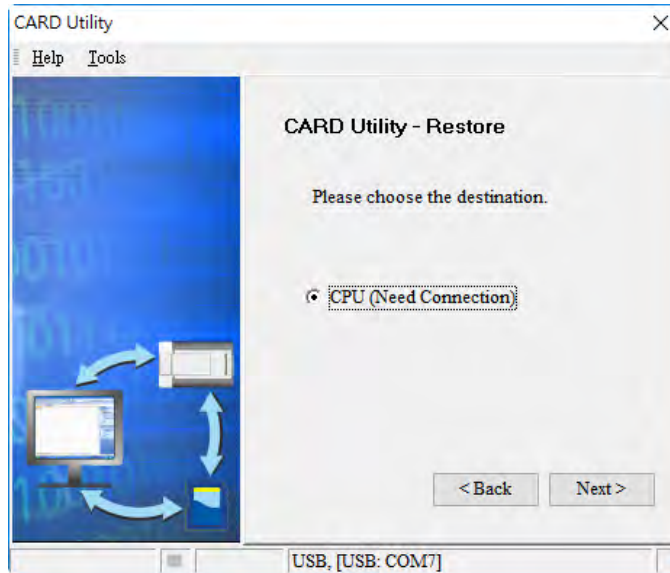 CARD Utility
Help Tools
CARD Utility - Restore
Please choose the destination.
CPU (Need Connection)
< Back Next >
USB, [USB: COM7]